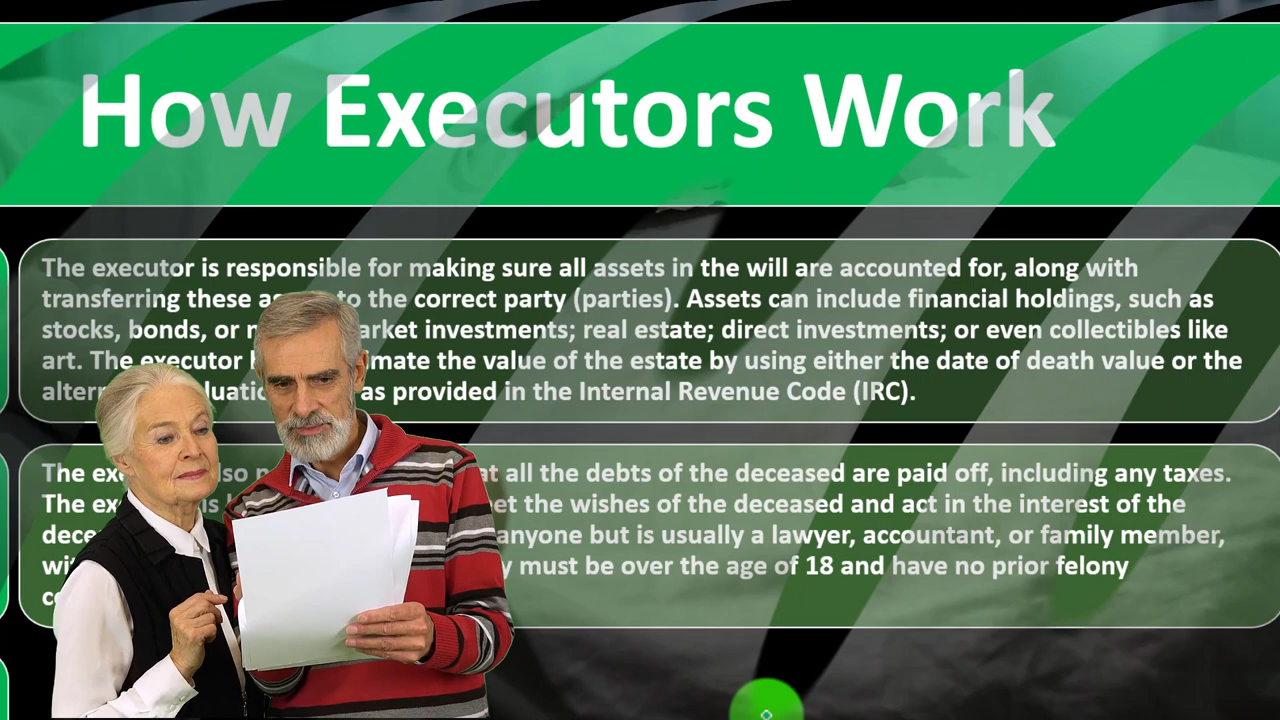 How Executors Work
The executor is responsible for making sure all assets in the will are accounted for, along with
transferring these to the correct party (parties). Assets can include financial holdings, such as
stocks, bonds, or investments; real estate; direct investments; or even collectibles like
art. The executor the value of the estate by using either the date of death value or the
as provided in the Internal Revenue Code (IRC).
The all the debts of the deceased are paid off, including any taxes.
The the wishes of the deceased and act in the interest of the
anyone but is usually a lawyer, accountant, or family member,
must be over the age of 18 and have no prior felony